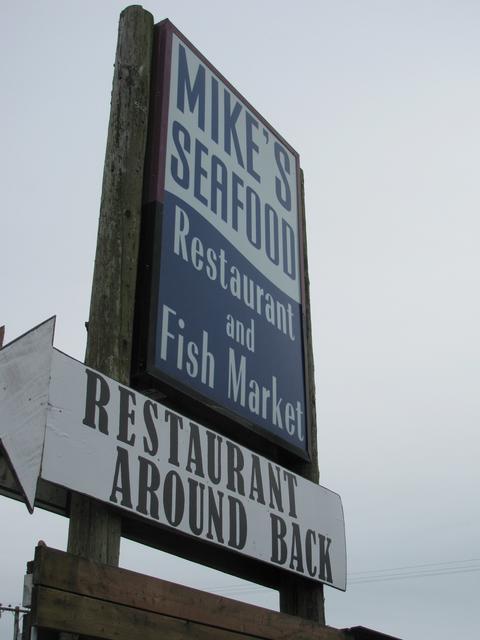 MIKE'S
SEAFOOD
Restaurant
and
Fish Market
RESTAURANT
AROUND BACK